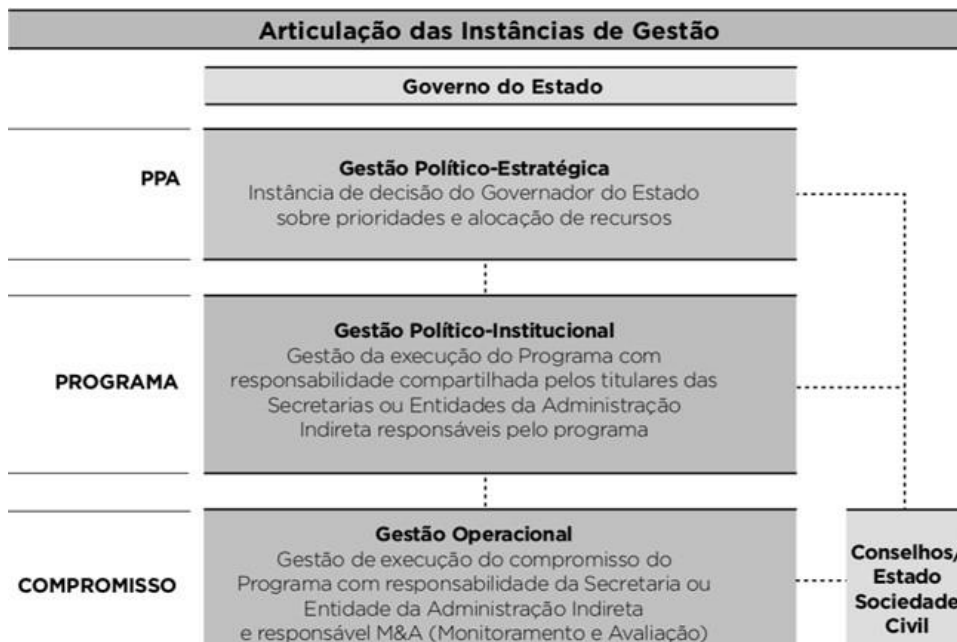 Articulação das Instâncias de Gestão
Governo do Estado
PPA
Gestão Político-Estratégica
Instância de decisão do Governador do Estado
sobre prioridades e alocação de recursos
PROGRAMA
Gestão Político-Institucional
Gestão da execução do Programa com
responsabilidade compartilhada pelos titulares das
Secretarias ou Entidades da Administração
Indireta responsáveis pelo programa
COMPROMISSO
Gestão Operacional
Gestão de execução do compromisso do
Programa com responsabilidade da Secretaria ou
Entidade da Administração Indireta
e responsável M&A (Monitoramento e Avaliação)
Conselhos/
Estado
Sociedade
Civil